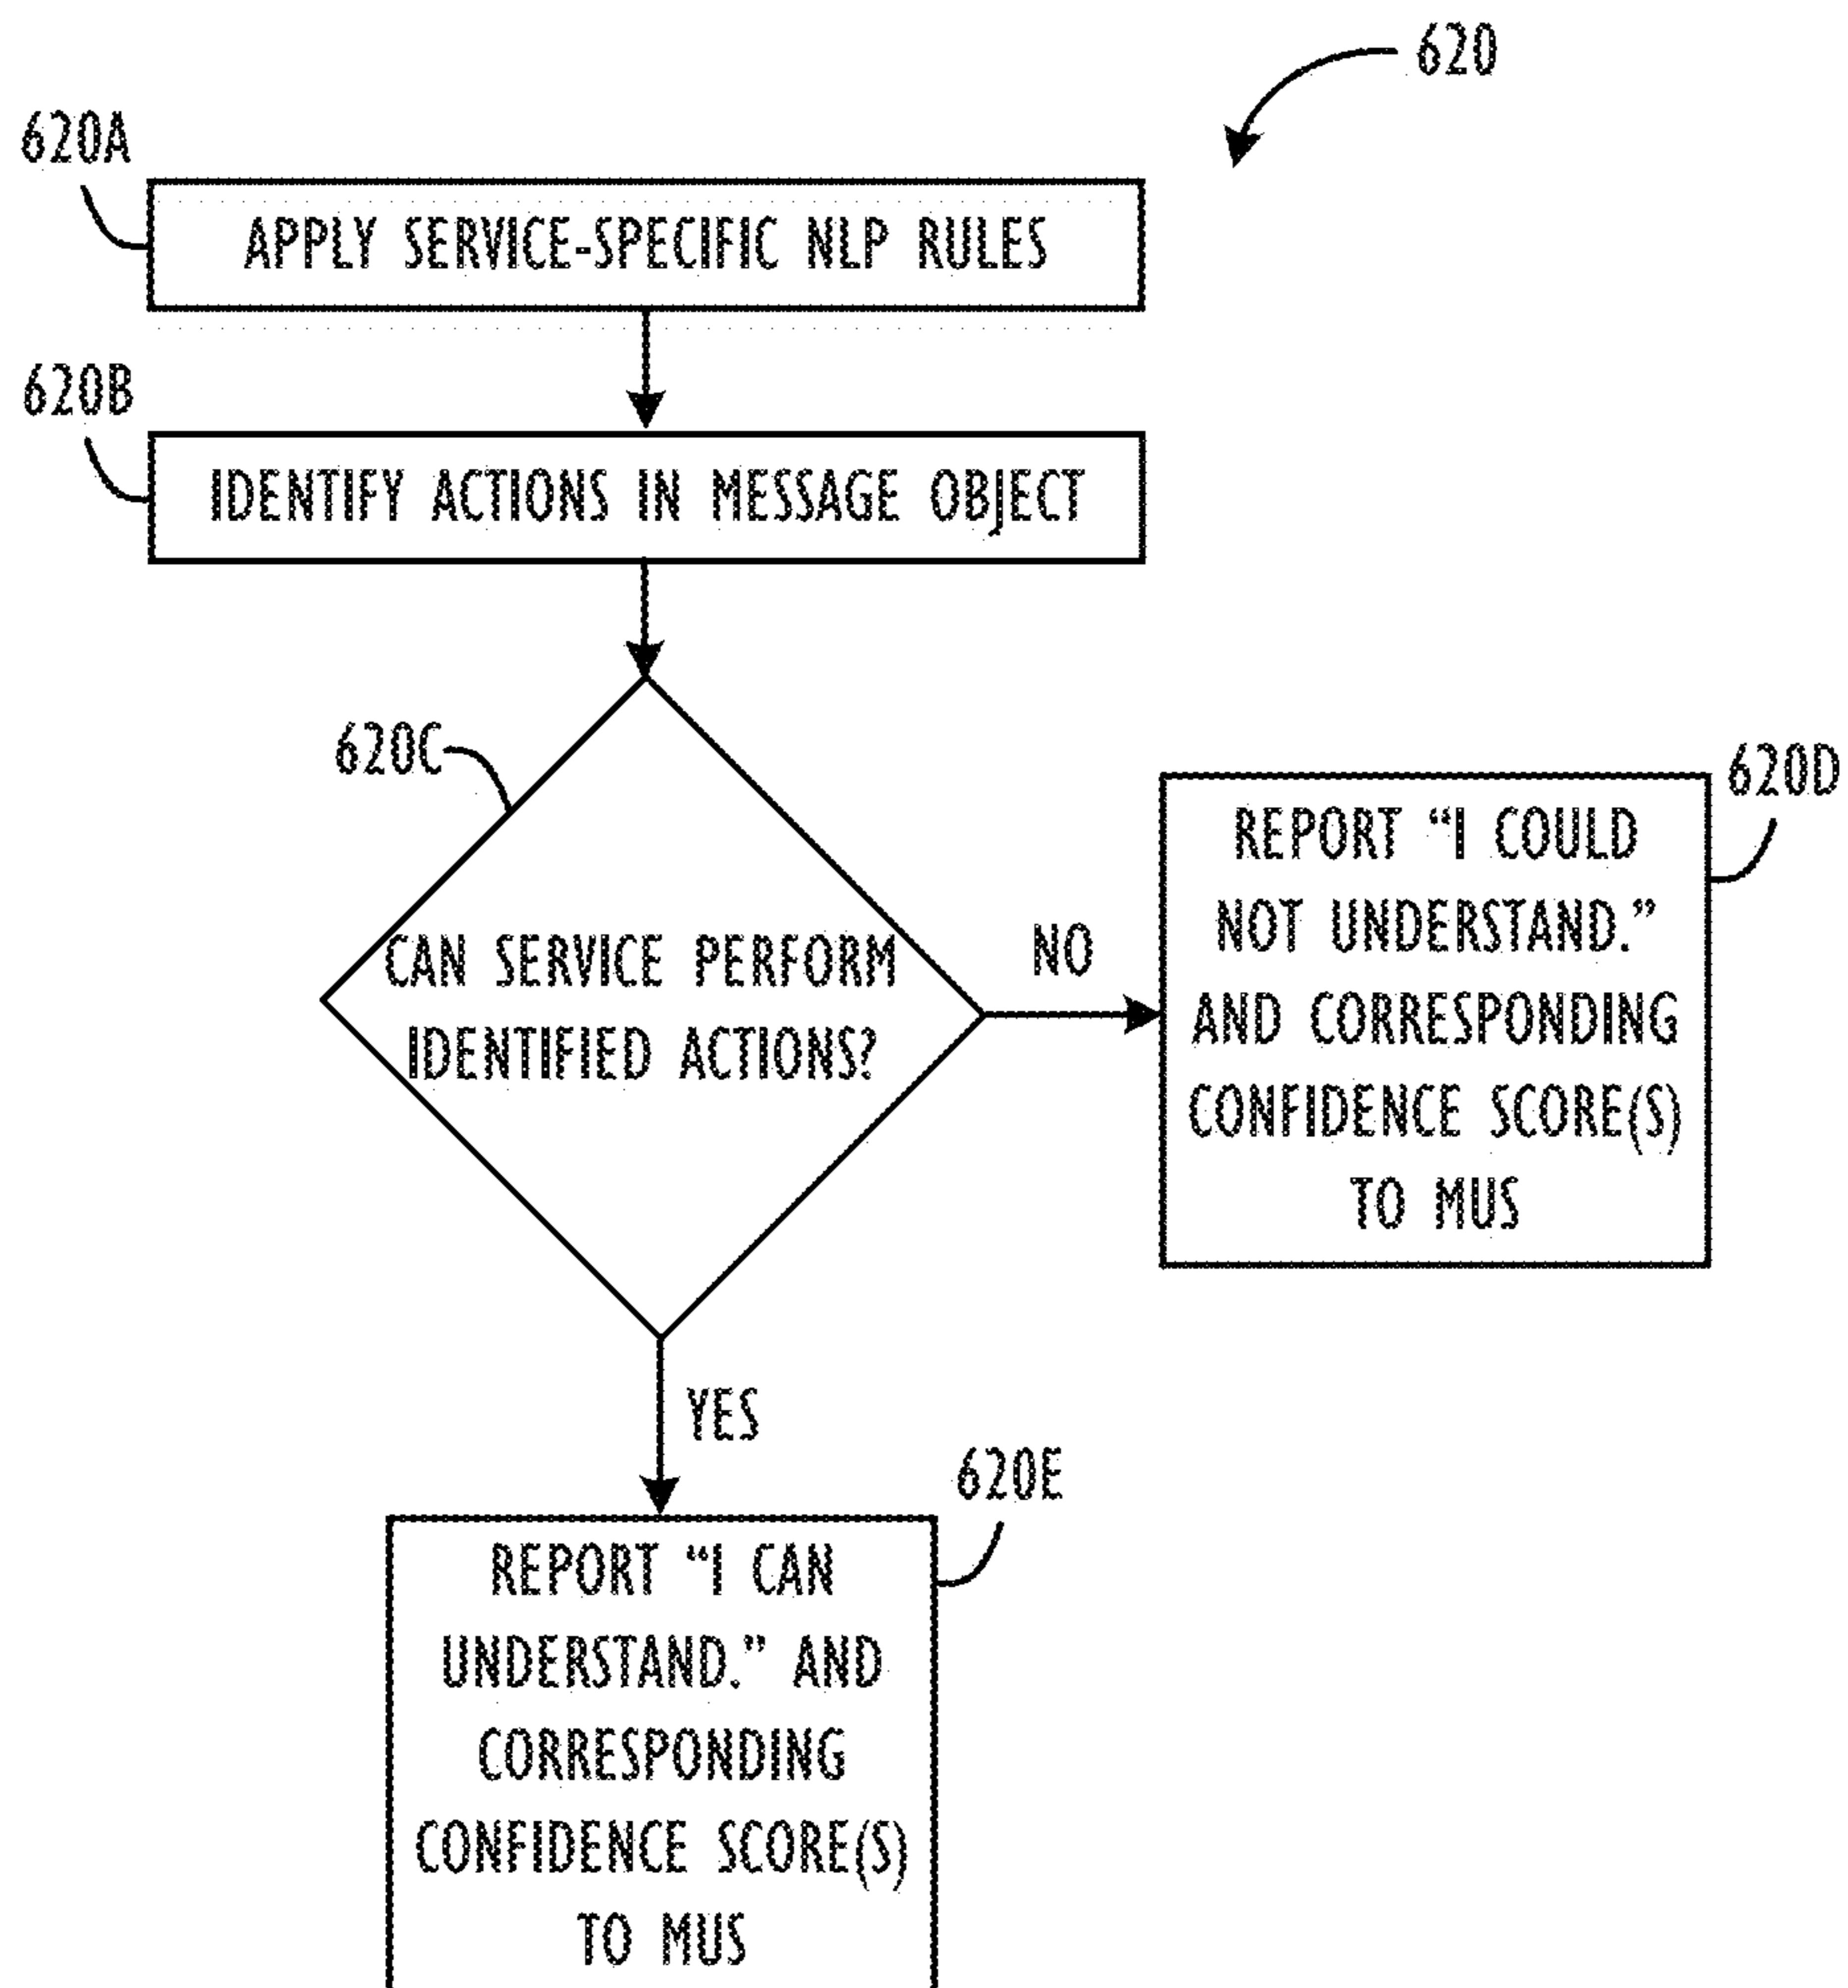 620
620A
APPLY SERVICE-SPECIFIC NLP RULES
620B
IDENTIFY ACTIONS IN MESSAGE OBJECT
620C
CAN SERVICE PERFORM
IDENTIFIED ACTIONS?
NO
620D
REPORT “I COULD
NOT UNDERSTAND.”
AND CORRESPONDING
CONFIDENCE SCORE(S)
TO MUS
YES
620E
REPORT “I CAN
UNDERSTAND.” AND
CORRESPONDING
CONFIDENCE SCORE(S)
TO MUS